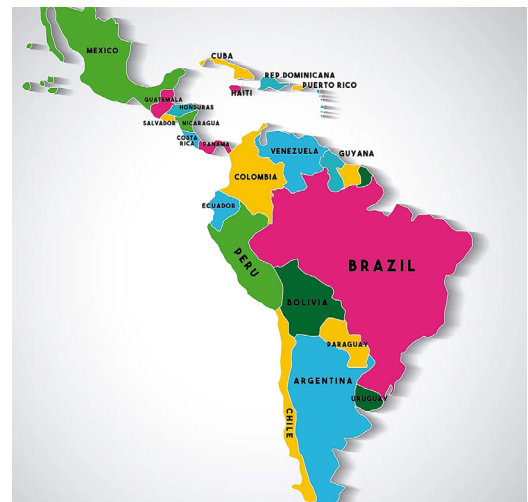 MEXICO
CUBA
REP.DOMINICANA
PUERTO RICO
HAITI
GUATEMALA
HONDURAS
SALVADOR
NICARAGUA
COSTA
RICA
PANAMA
VENEZUELA
GUYANA
COLOMBIA
ECUADOR
PERU
BRAZIL
BOLIVIA
PARAGUAY
ARGENTINA
URUGUAY
CHILE